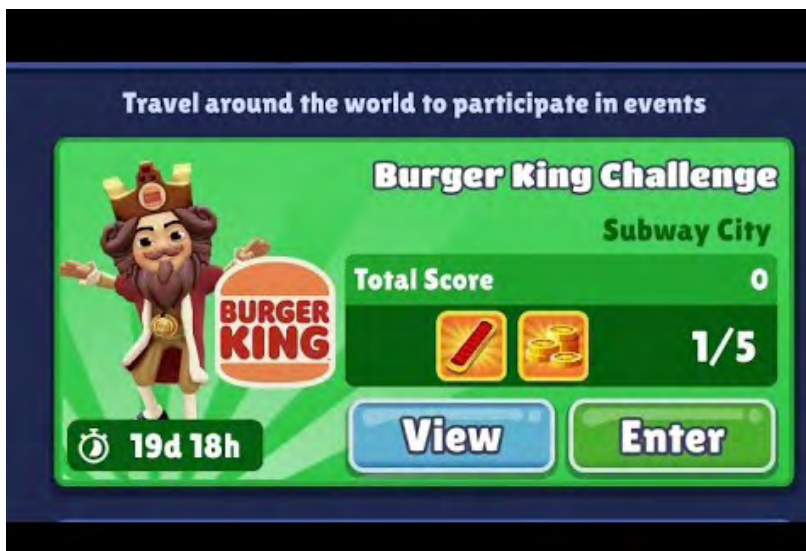 Travel around the world to participate in events
Burger King Challenge
Subway City
Total Score 0
BURGER
KING
1/5
19d 18h
View
Enter